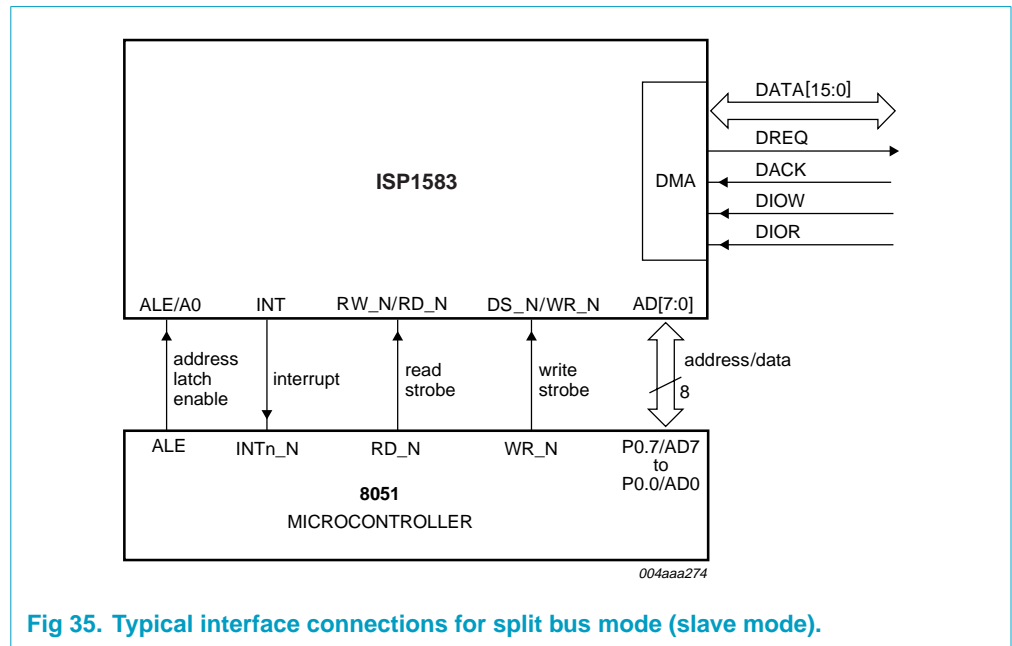 DATA[15:0]
DREQ
ISP1583
DMA
DACK
DIOW
DIOR
ALE/A0 INT RW_N/RD_N DS_N/WR_N AD[7:0]
address
latch
enable
interrupt
read
strobe
write
strobe
address/data
8
ALE INTn_N RD_N WR_N P0.7/AD7
to
P0.0/AD0
8051
MICROCONTROLLER
004aaa274
Fig 35. Typical interface connections for split bus mode (slave mode).